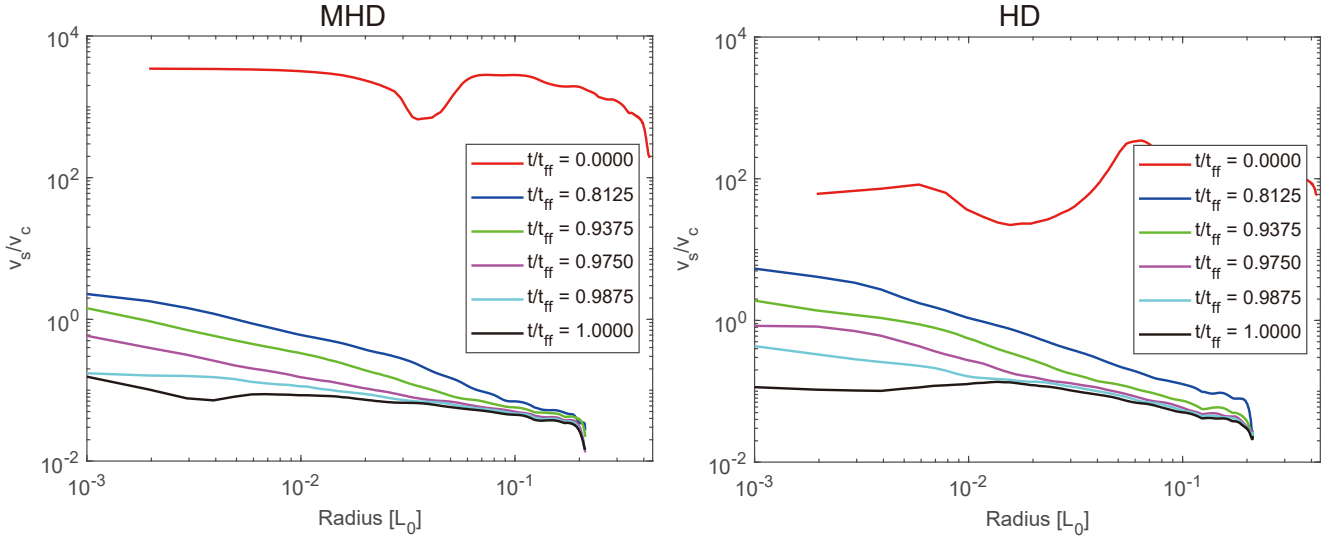 MHD
10^4
10^2
10^0
10^-2
v_s/v_c
t/t_ff = 0.0000
t/t_ff = 0.8125
t/t_ff = 0.9375
t/t_ff = 0.9750
t/t_ff = 0.9875
t/t_ff = 1.0000
10^-3
10^-2
10^-1
Radius [L_0]
HD
10^4
10^2
10^0
10^-2
v_s/v_c
t/t_ff = 0.0000
t/t_ff = 0.8125
t/t_ff = 0.9375
t/t_ff = 0.9750
t/t_ff = 0.9875
t/t_ff = 1.0000
10^-3
10^-2
10^-1
Radius [L_0]